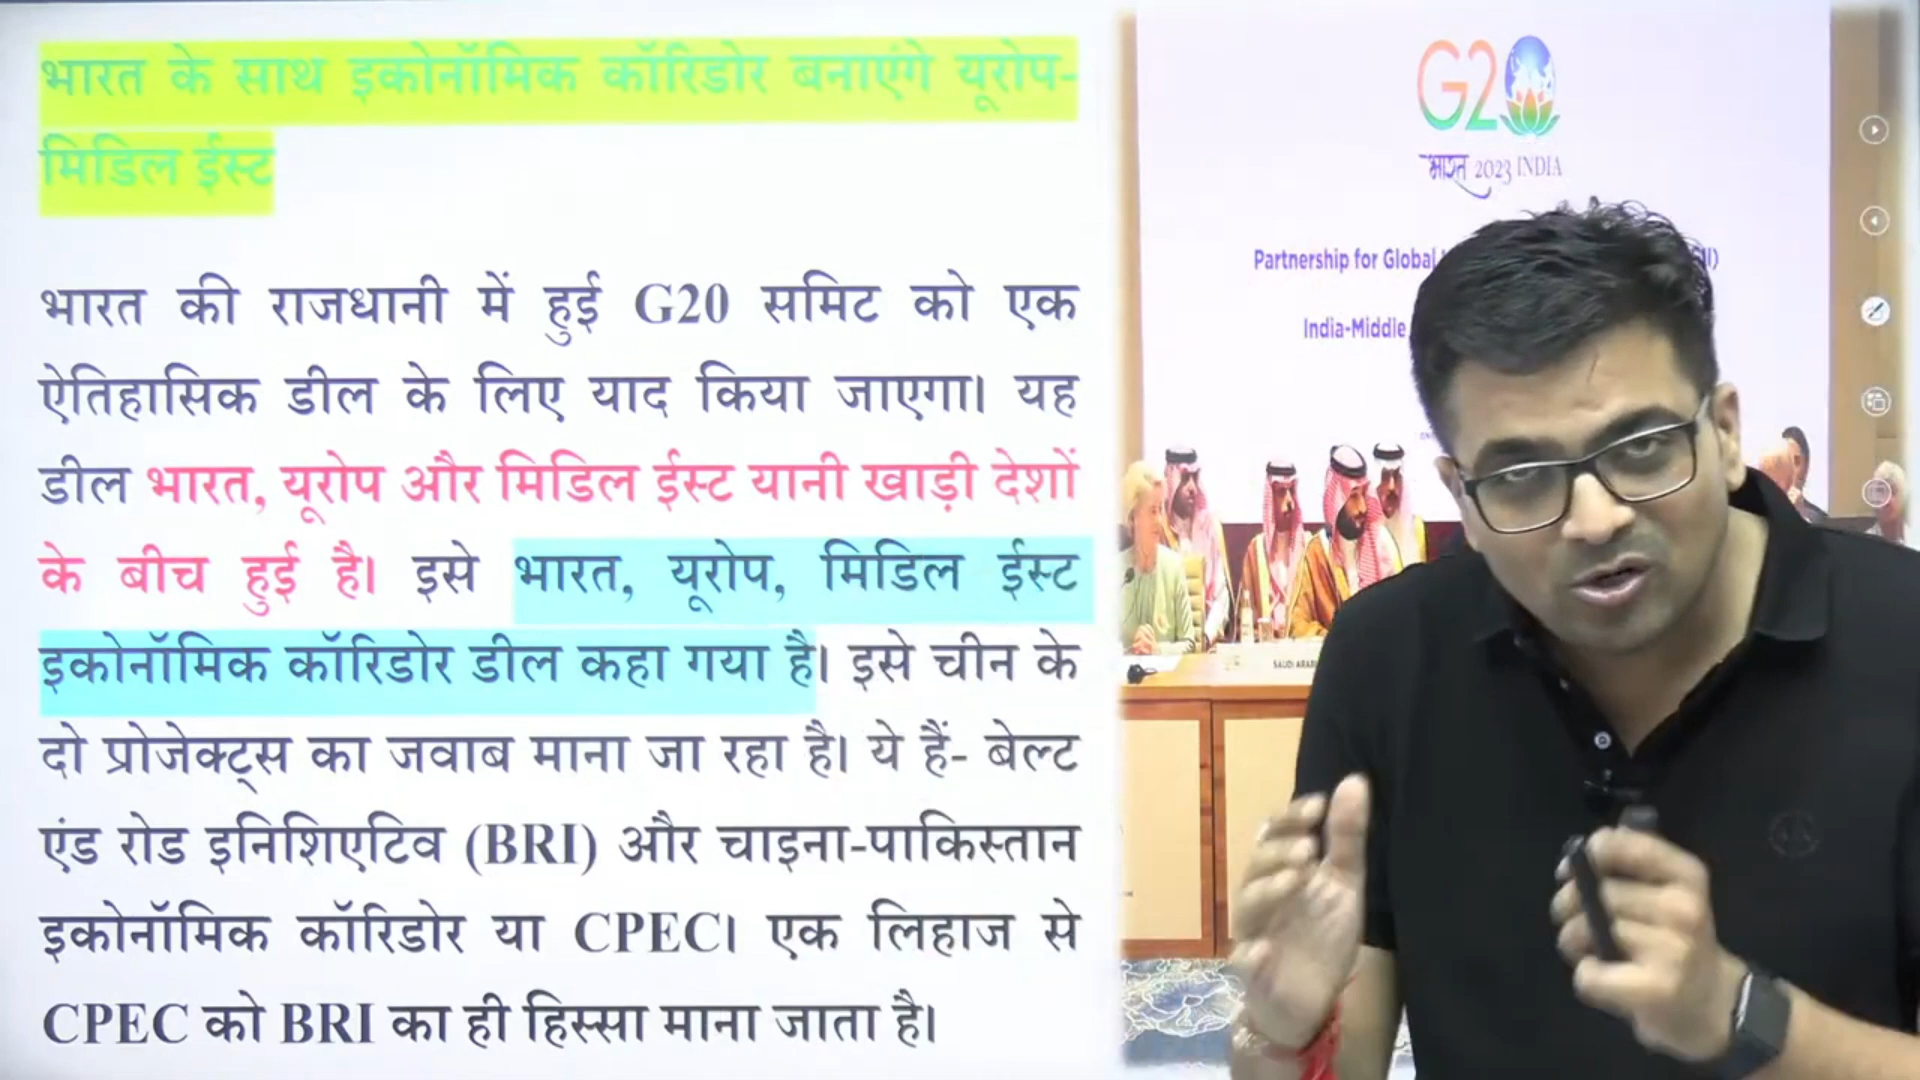 भारत के साथ इकोनॉमिक कॉरिडोर बनाएंगे यूरोप-
मिडिल ईस्ट
भारत की राजधानी में हुई G20 समिट को एक
ऐतिहासिक डील के लिए याद किया जाएगा। यह
डील भारत, यूरोप और मिडिल ईस्ट यानी खाड़ी देशों
के बीच हुई है। इसे भारत, यूरोप, मिडिल ईस्ट
इकोनॉमिक कॉरिडोर डील कहा गया है। इसे चीन के
दो प्रोजेक्ट्स का जवाब माना जा रहा है। ये हैं- बेल्ट
एंड रोड इनिशिएटिव (BRI) और चाइना-पाकिस्तान
इकोनॉमिक कॉरिडोर या CPEC। एक लिहाज से
CPEC को BRI का ही हिस्सा माना जाता है।
G20
भारत 2023 INDIA
Partnership for Global
India-Middle
SAUDI ARABI